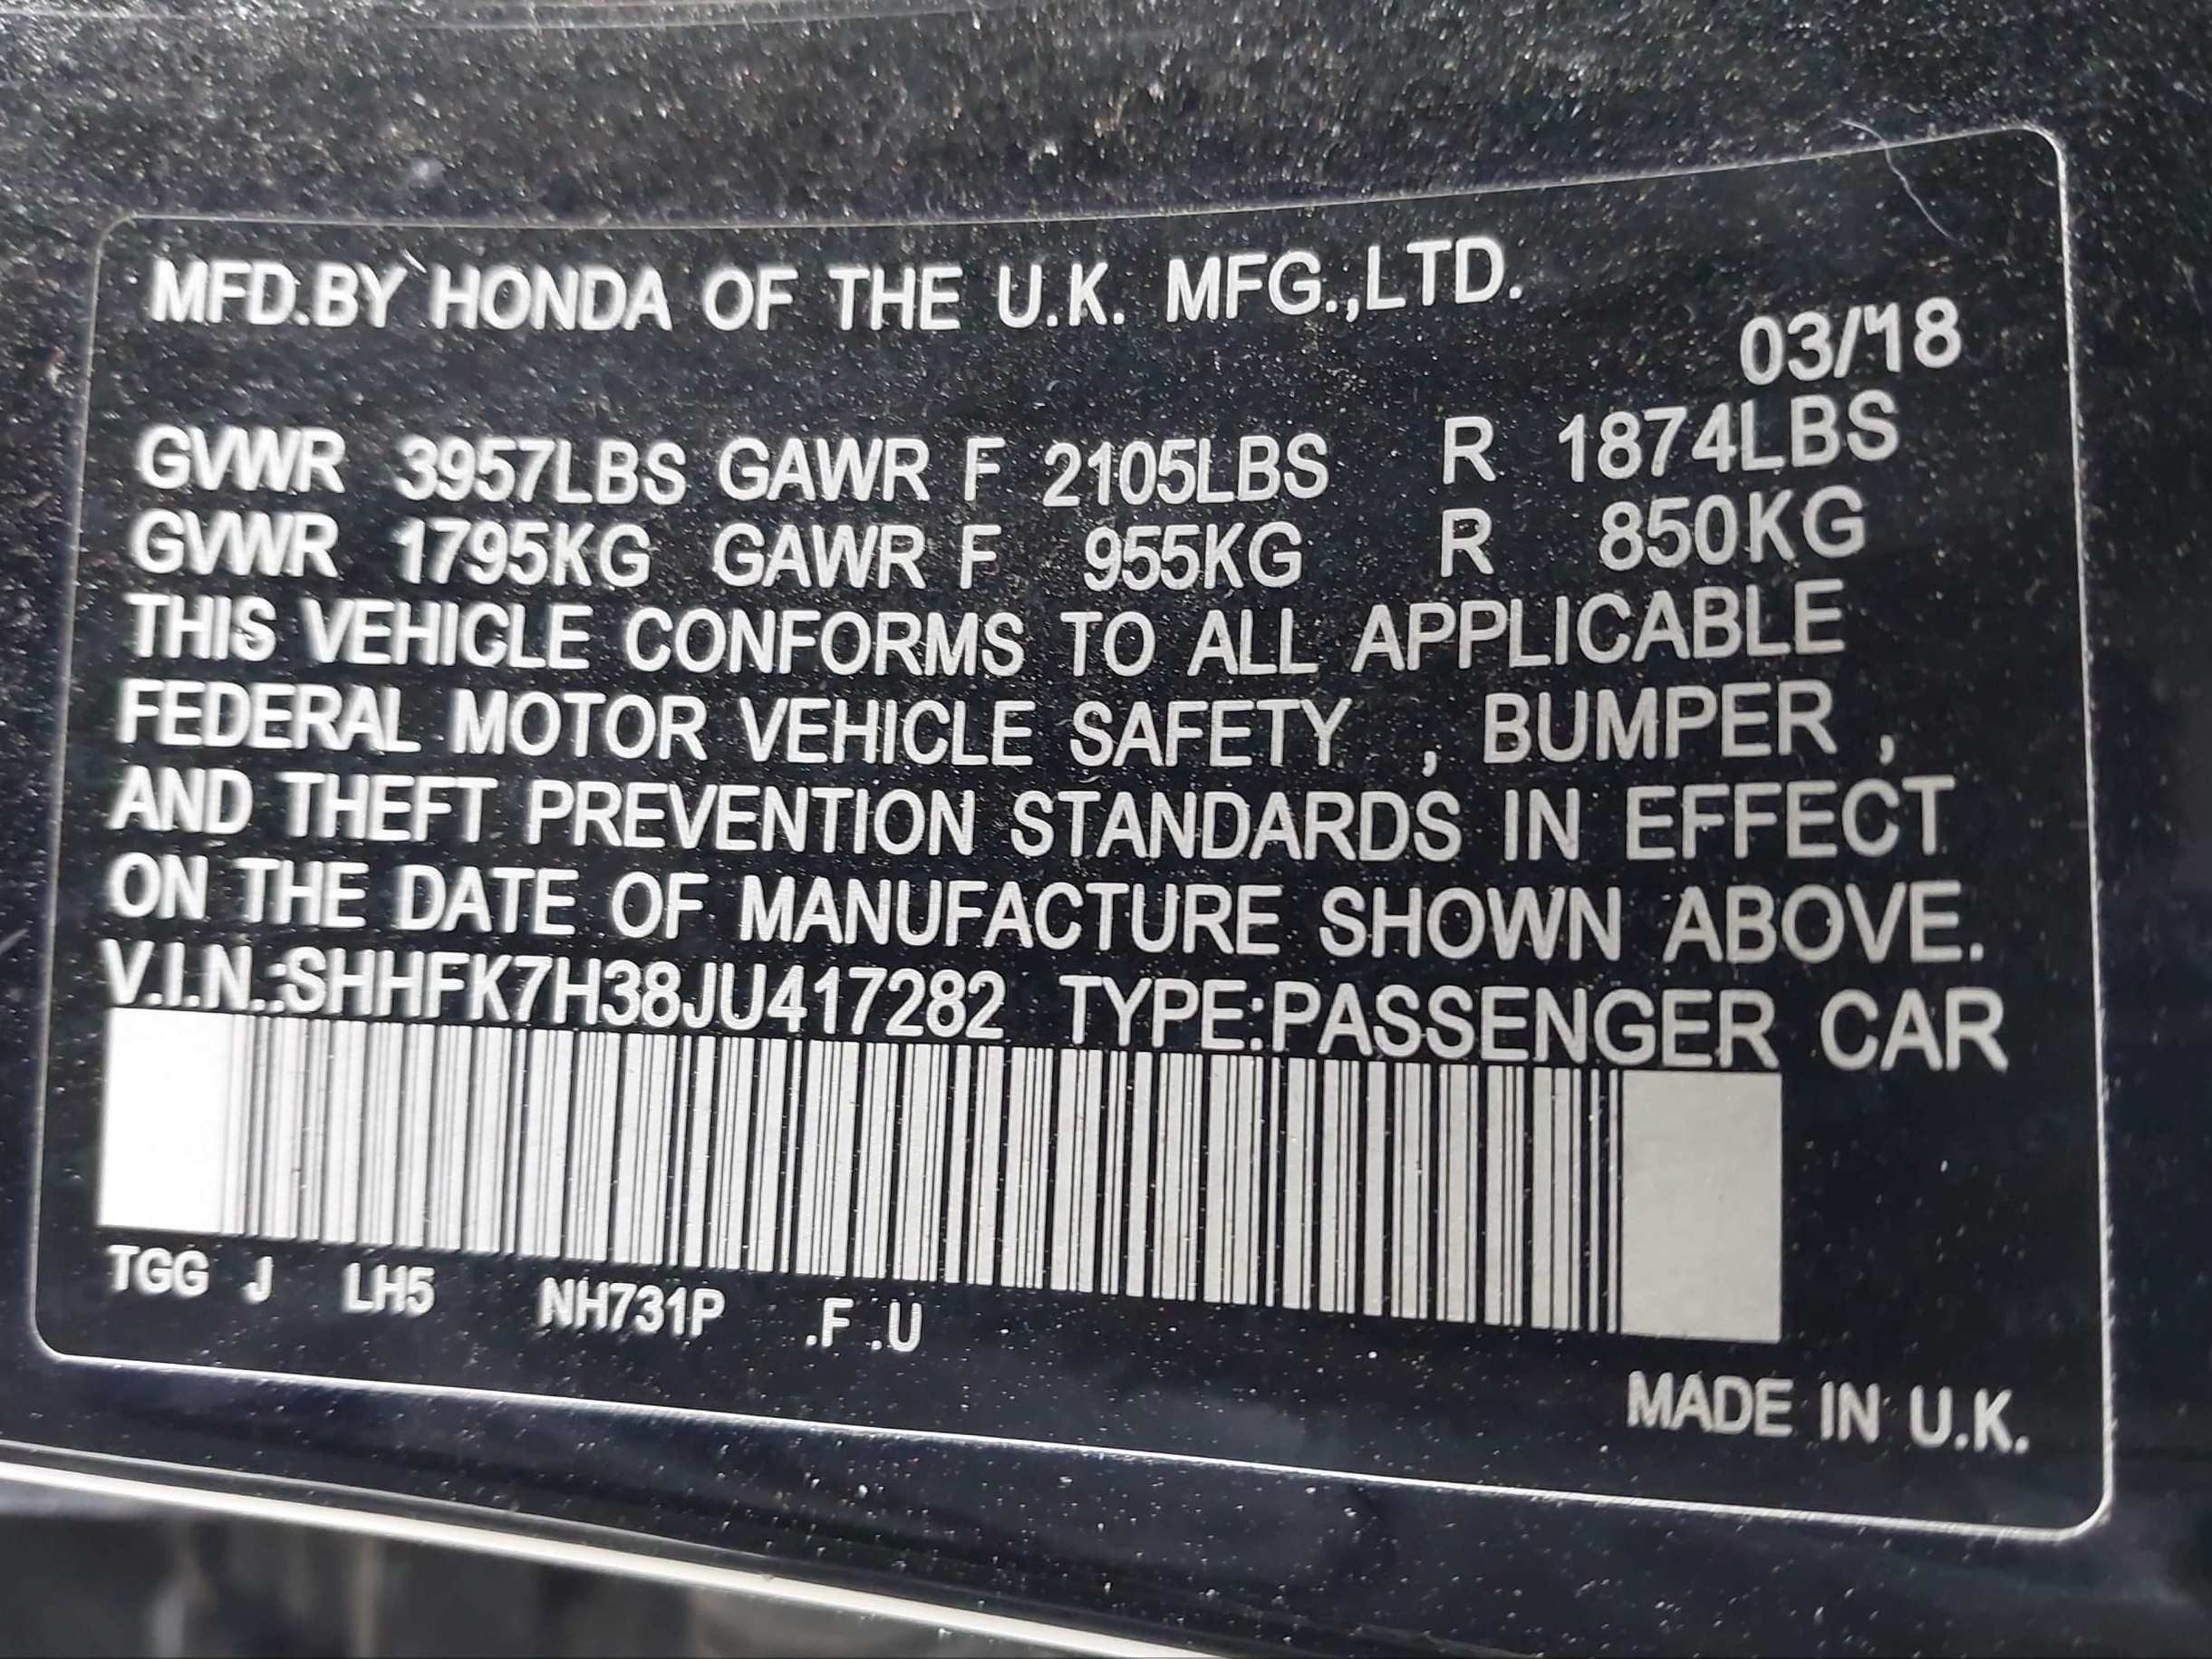 MFD.BY HONDA OF THE U.K. MFG.,LTD.
03/'18
GVWR 3957LBS GAWR F 2105LBS R 1874LBS
GVWR 1795KG GAWR F 955KG R 850KG
THIS VEHICLE CONFORMS TO ALL APPLICABLE
FEDERAL MOTOR VEHICLE SAFETY , BUMPER ,
AND THEFT PREVENTION STANDARDS IN EFFECT
ON THE DATE OF MANUFACTURE SHOWN ABOVE.
V.I.N.:SHHFK7H38JU417282 TYPE:PASSENGER CAR
TGG J LH5 NH731P .F .U
MADE IN U.K.